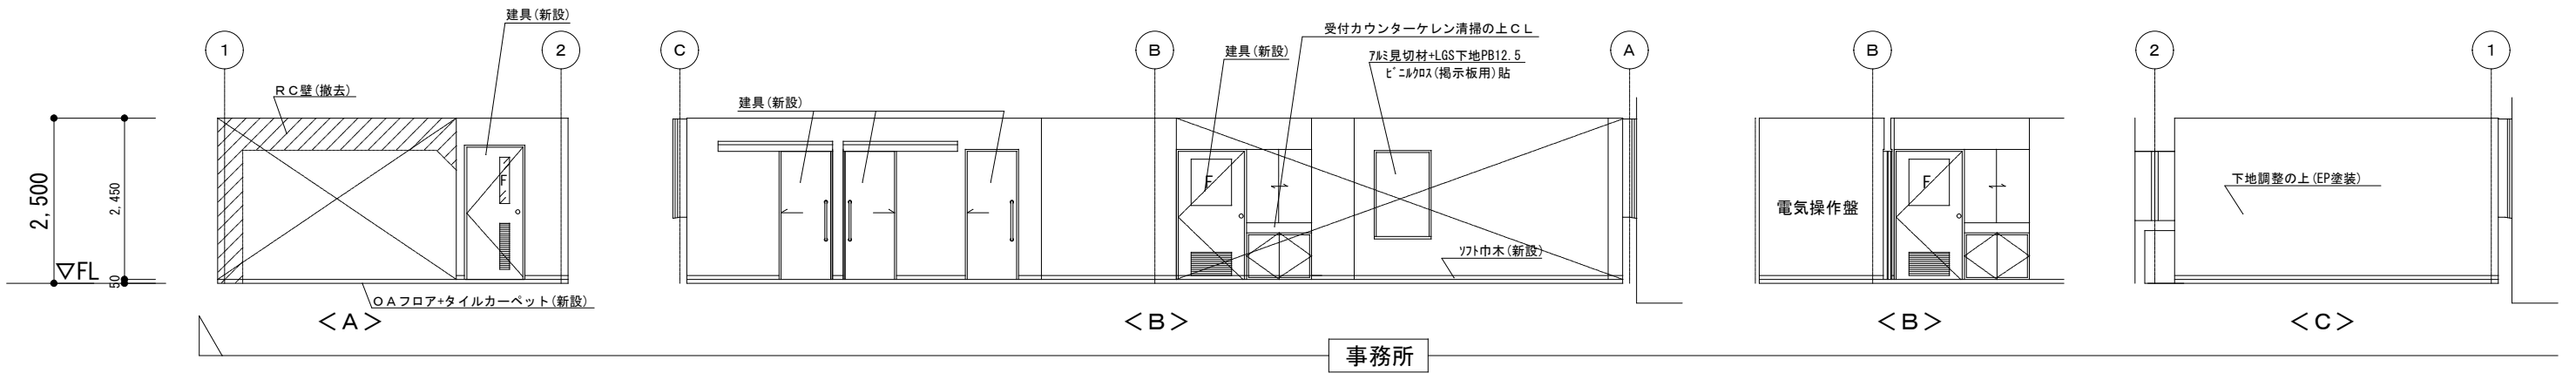 建具(新設)
受付カウンターケレン清掃の上CL
1
2
C
B
建具(新設)
ｱﾙﾐ見切材+LGS下地PB12.5
ﾋﾞﾆﾙｸﾛｽ(掲示板用)貼
A
B
2
1
RC壁(撤去)
建具(新設)
2,500
2,450
F
F
F
電気操作盤
下地調整の上(EP塗装)
ｿﾌﾄ巾木(新設)
▽FL
50
OAフロア+タイルカーペット(新設)
＜A＞
＜B＞
＜B＞
＜C＞
事務所